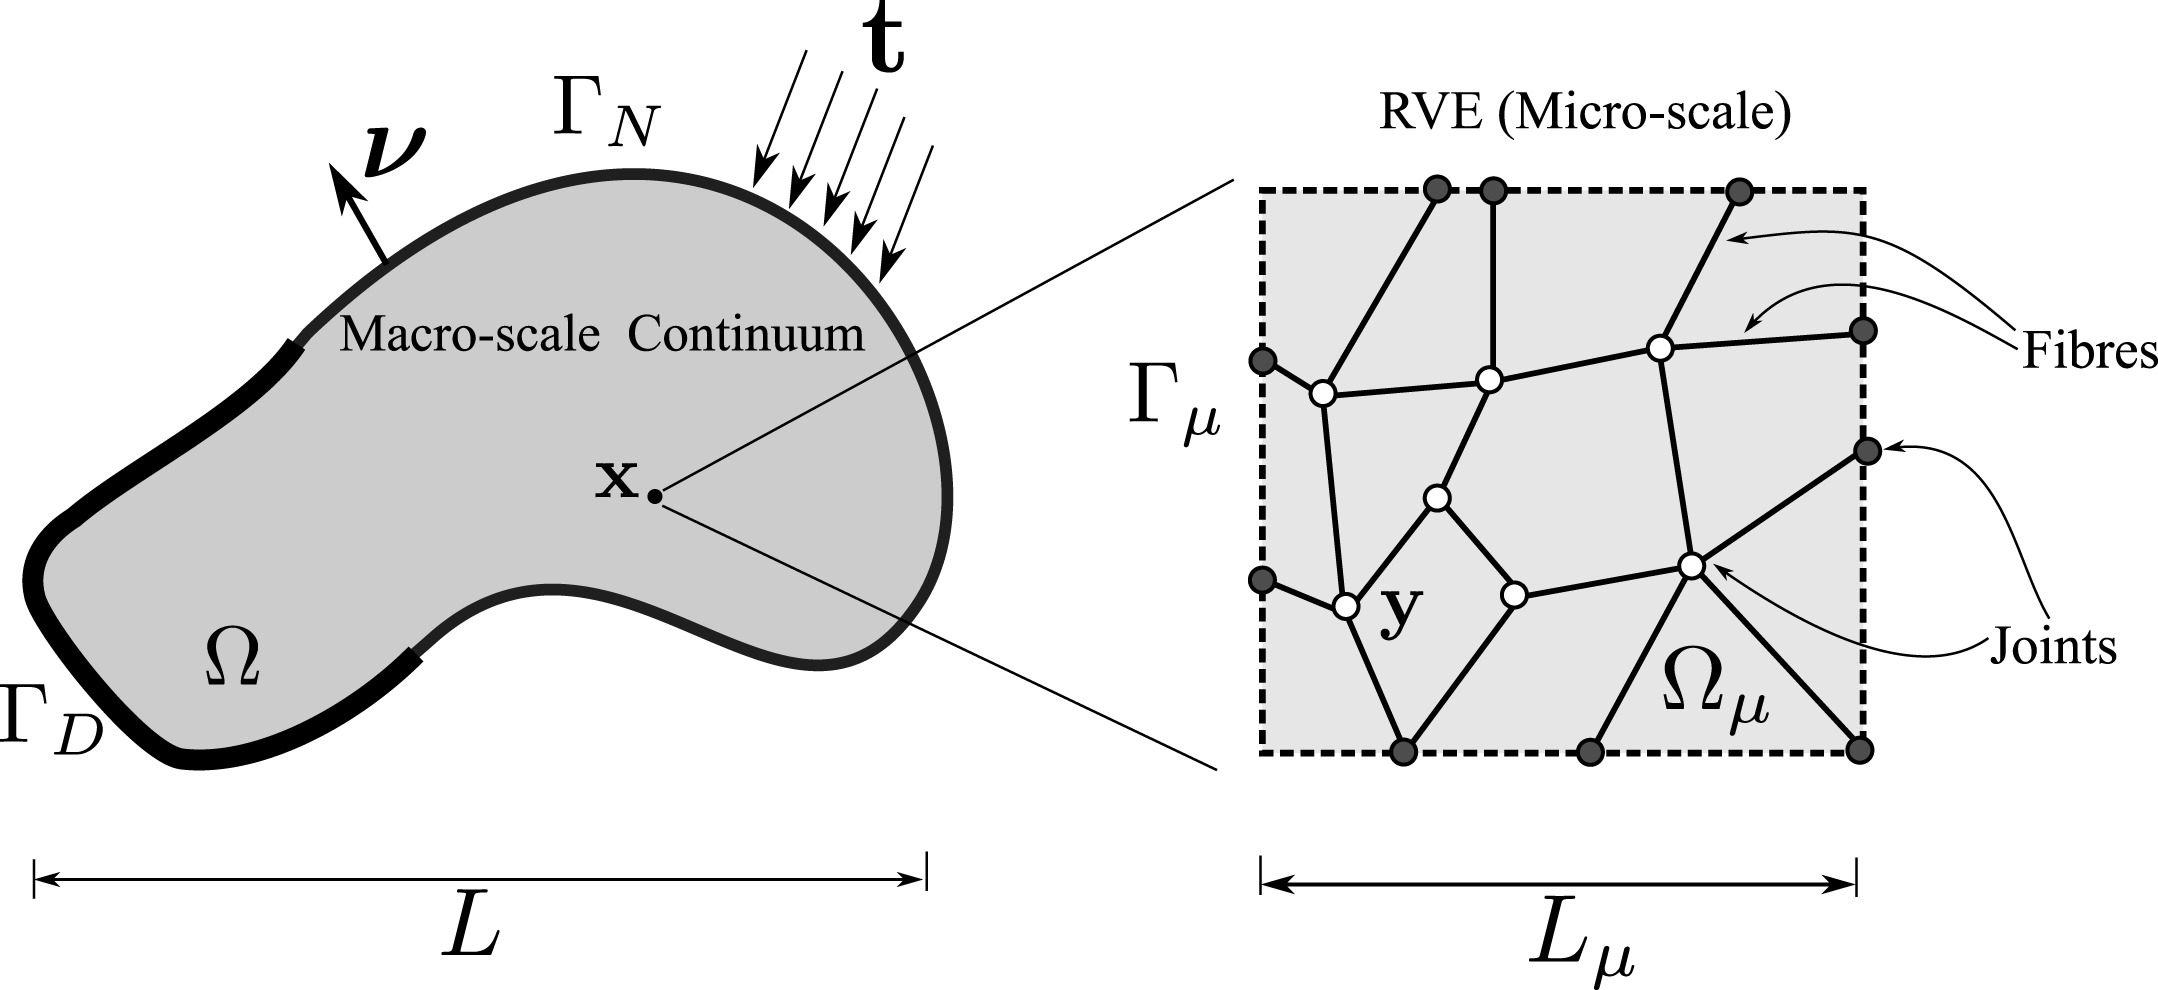 t
Γ_N
ν
RVE (Micro-scale)
Macro-scale Continuum
Γ_μ
Fibres
x
y
Joints
Ω
Ω_μ
Γ_D
L
L_μ